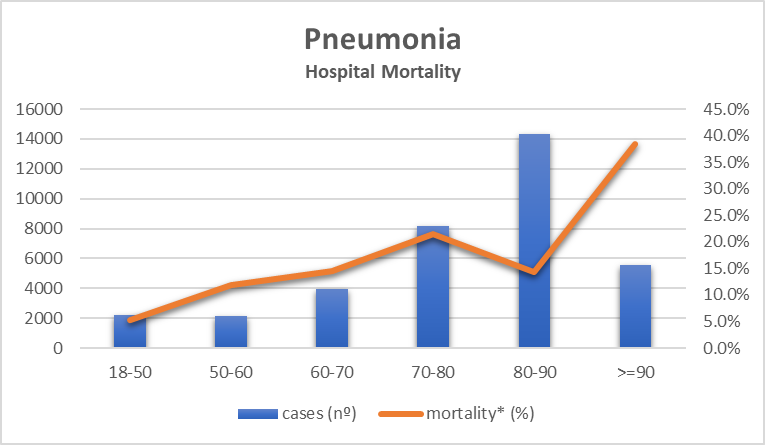 Pneumonia
Hospital Mortality
16000 45.0%
14000 40.0%
12000 35.0%
10000 30.0%
8000 25.0%
6000 20.0%
4000 15.0%
2000 10.0%
0 5.0%
0.0%
18-50 50-60 60-70 70-80 80-90 >=90
cases (nº) mortality* (%)